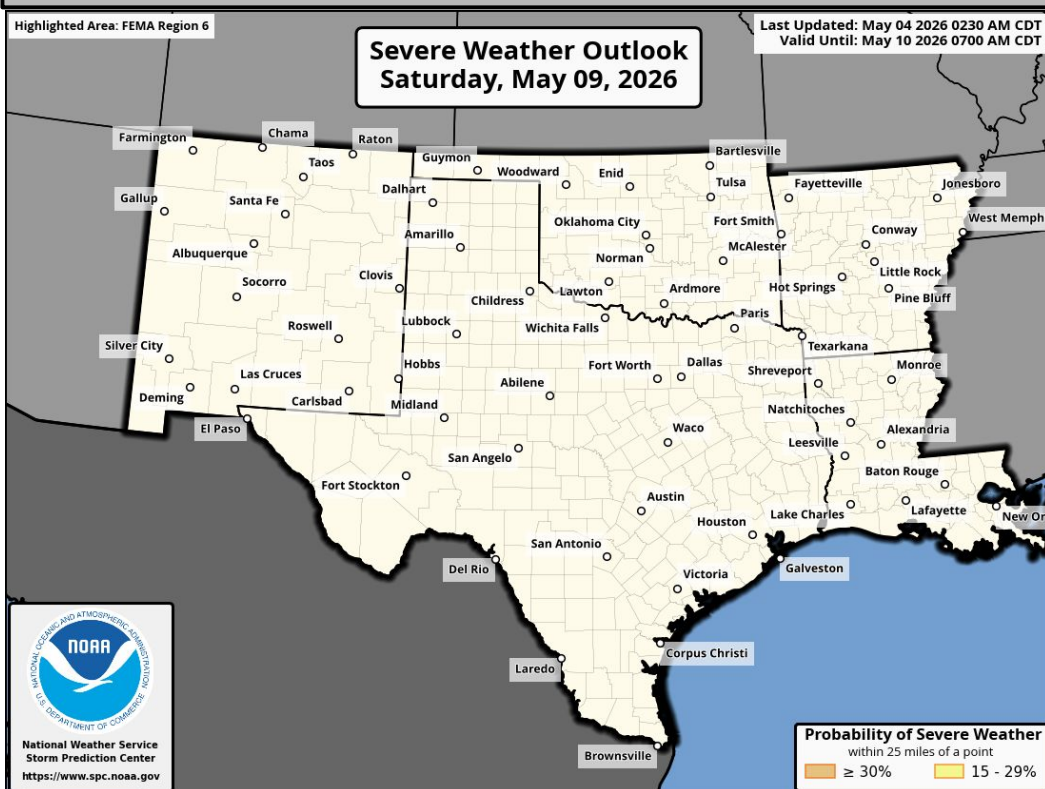 Highlighted Area: FEMA Region 6
Last Updated: May 04 2026 0230 AM CDT
Valid Until: May 10 2026 0700 AM CDT
Severe Weather Outlook
Saturday, May 09, 2026
Farmington
Chama
Raton
Taos
Guymon
Woodward
Enid
Bartlesville
Tulsa
Fayetteville
Jonesboro
Gallup
Santa Fe
Dalhart
Oklahoma City
Fort Smith
West Memph
Albuquerque
Amarillo
Norman
McAlester
Conway
Socorro
Clovis
Childress
Lawton
Ardmore
Hot Springs
Little Rock
Pine Bluff
Roswell
Lubbock
Wichita Falls
Paris
Texarkana
Silver City
Las Cruces
Hobbs
Fort Worth
Dallas
Shreveport
Monroe
Deming
Carlsbad
Midland
Abilene
Natchitoches
El Paso
San Angelo
Waco
Leesville
Alexandria
Fort Stockton
Baton Rouge
Austin
Houston
Lake Charles
Lafayette
New Or
Del Rio
San Antonio
Galveston
Victoria
Laredo
Corpus Christi
Brownsville
NATIONAL OCEANIC AND ATMOSPHERIC ADMINISTRATION
NOAA
U.S. DEPARTMENT OF COMMERCE
National Weather Service
Storm Prediction Center
https://www.spc.noaa.gov
Probability of Severe Weather
within 25 miles of a point
≥ 30%
15 - 29%